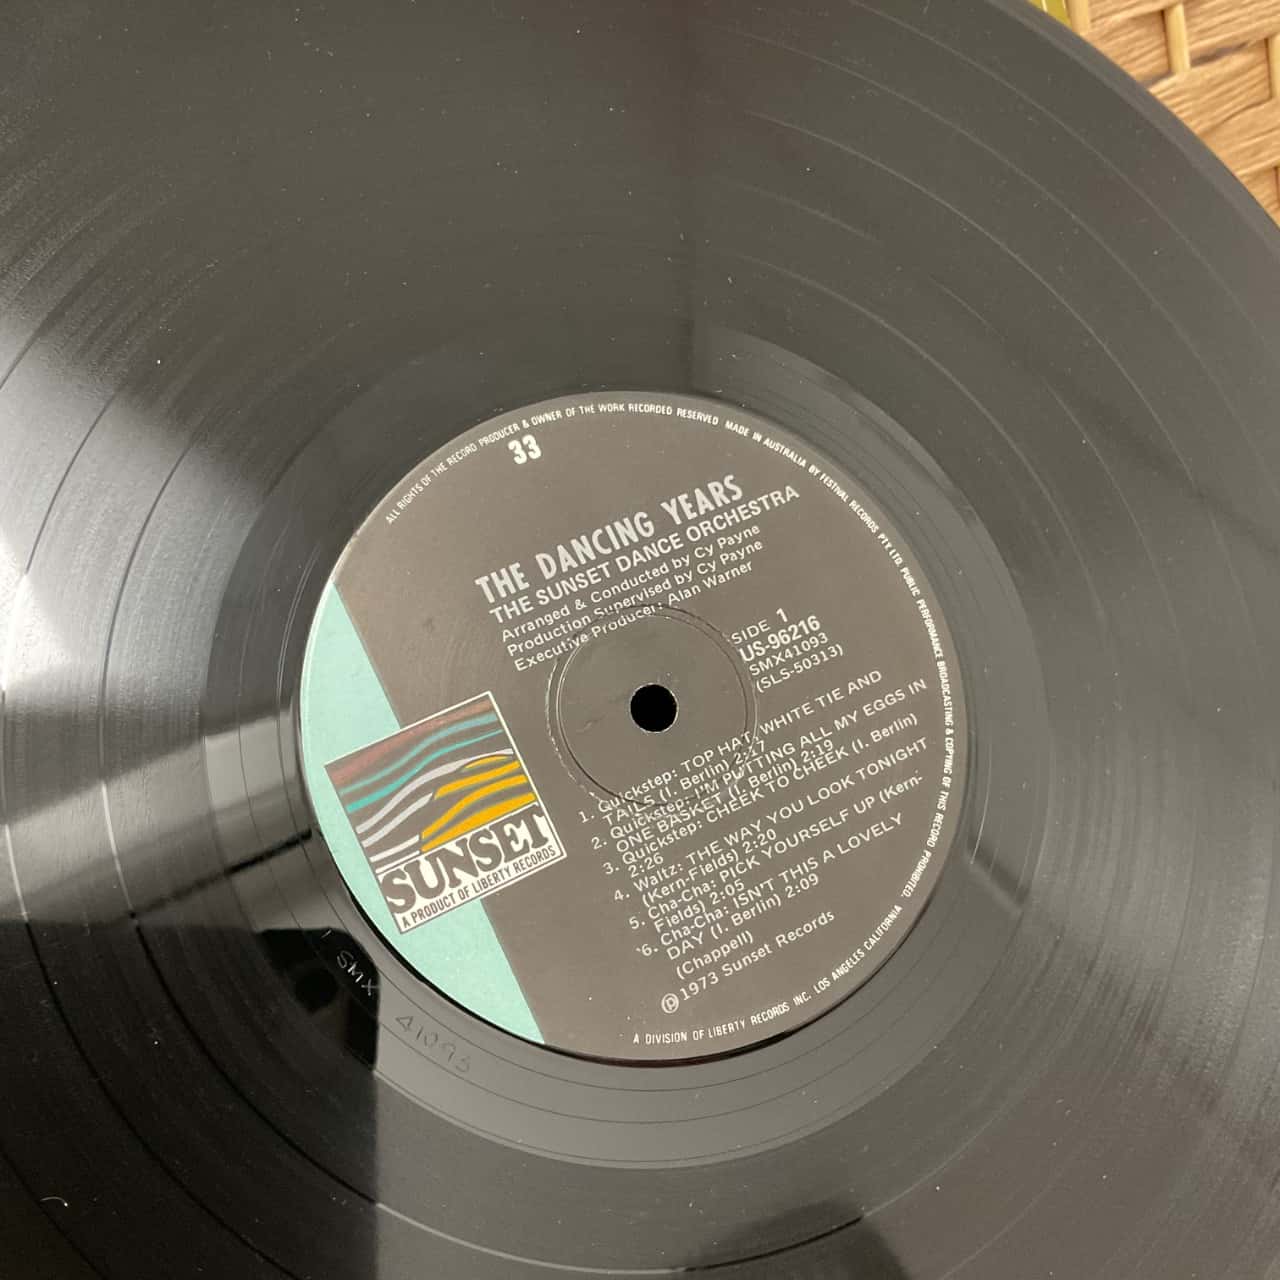 ALL RIGHTS OF THE RECORD PRODUCER & OWNER OF THE WORK RECORDED RESERVED MADE IN AUSTRALIA BY FESTIVAL RECORDS PTY. LTD. PUBLIC PERFORMANCE BROADCASTING & COPYING OF THIS RECORD PROHIBITED.
33
THE DANCING YEARS
THE SUNSET DANCE ORCHESTRA
Arranged & Conducted by Cy Payne
Production Supervised by Cy Payne
Executive Producer: Alan Warner
SIDE 1
US-96216
SMX41093
(SLS-50313)
1. Quickstep: TOP HAT, WHITE TIE AND
TAILS (I. Berlin) 2:17
2. Quickstep: I'M PUTTING ALL MY EGGS IN
ONE BASKET (I. Berlin) 2:19
3. Quickstep: CHEEK TO CHEEK (I. Berlin)
2:26
4. Waltz: THE WAY YOU LOOK TONIGHT
(Kern-Fields) 2:20
5. Cha-Cha: PICK YOURSELF UP (Kern-
Fields) 2:05
6. Cha-Cha: ISN'T THIS A LOVELY
DAY (I. Berlin) 2:09
(Chappell)
℗1973 Sunset Records
SUNSET
A PRODUCT OF LIBERTY RECORDS
A DIVISION OF LIBERTY RECORDS INC. LOS ANGELES CALIFORNIA
SMX 41093